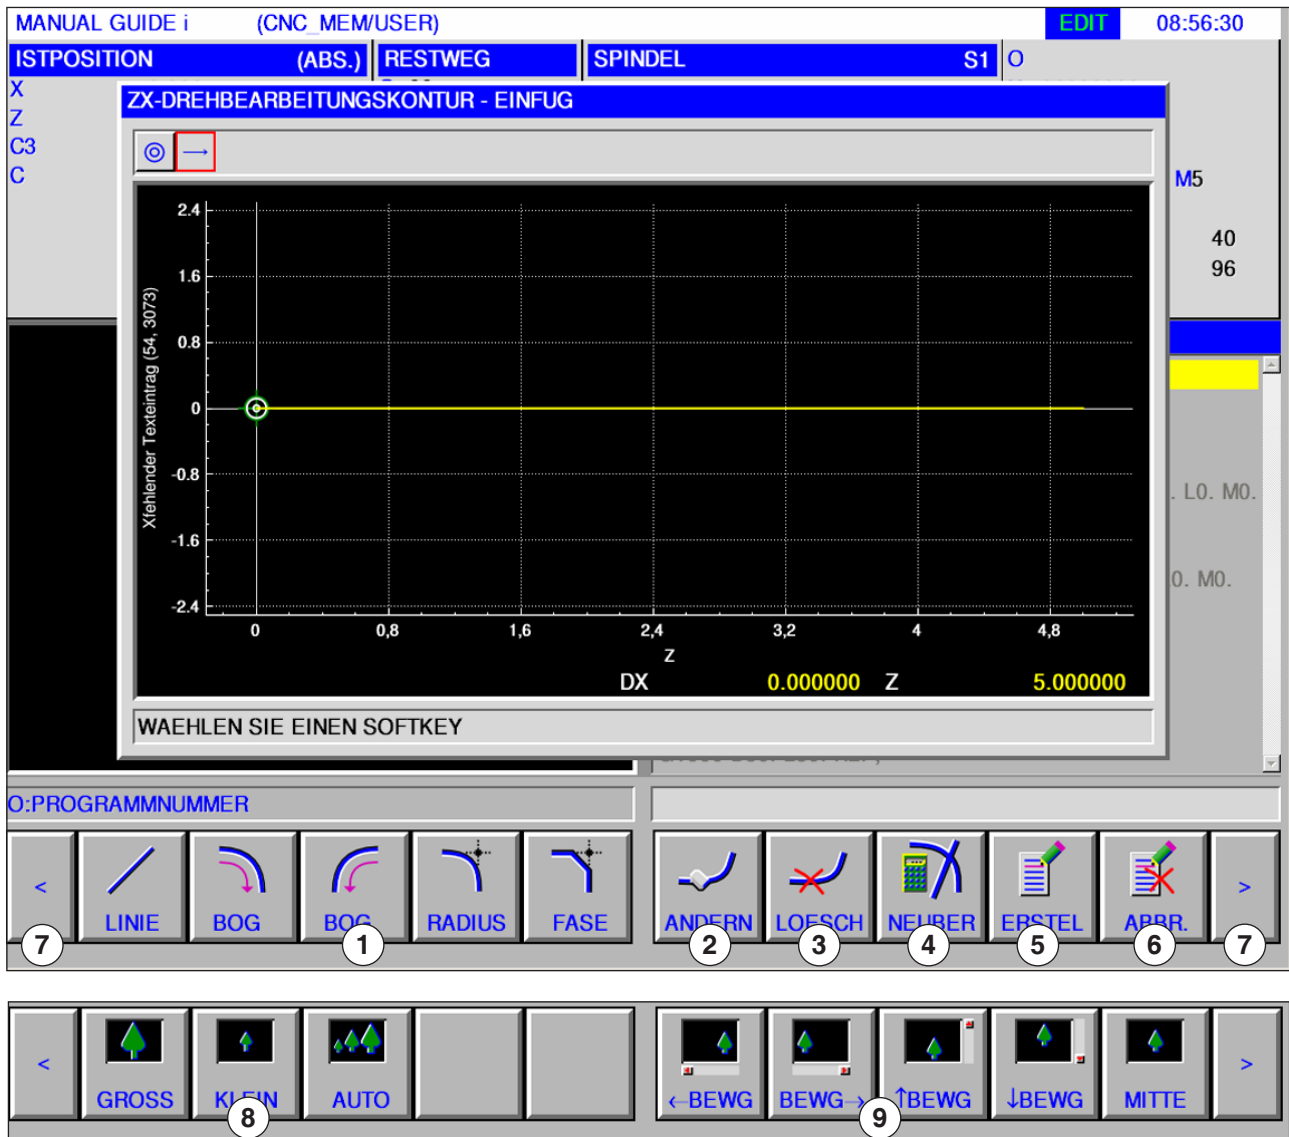 MANUAL GUIDE i (CNC_MEM/USER) EDIT 08:56:30
ISTPOSITION (ABS.) RESTWEG SPINDEL S1 O
X
Z
C3
C
ZX-DREHBEARBEITUNGSKONTUR - EINFUG
M5
40
96
2.4
1.6
0.8
0
-0.8
-1.6
-2.4
Xfehlender Texteintrag (54, 3073)
0 0,8 1,6 2,4 3,2 4 4,8
Z
DX 0.000000 Z 5.000000
. L0. M0.
0. M0.
WAEHLEN SIE EINEN SOFTKEY
O:PROGRAMMNUMMER
< LINIE BOG BOG RADIUS FASE ANDERN LOESCH NEUBER ERSTEL ABBR. >
7 1 2 3 4 5 6 7
< GROSS KLEIN AUTO ←BEWG BEWG→ ↑BEWG ↓BEWG MITTE >
8 9